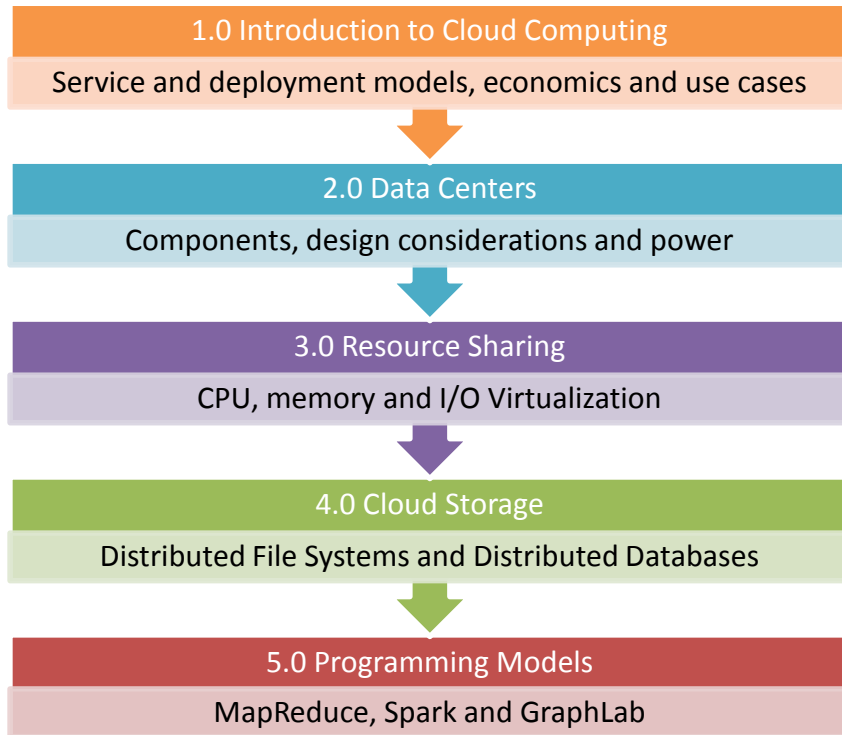 1.0 Introduction to Cloud Computing
Service and deployment models, economics and use cases
2.0 Data Centers
Components, design considerations and power
3.0 Resource Sharing
CPU, memory and I/O Virtualization
4.0 Cloud Storage
Distributed File Systems and Distributed Databases
5.0 Programming Models
MapReduce, Spark and GraphLab